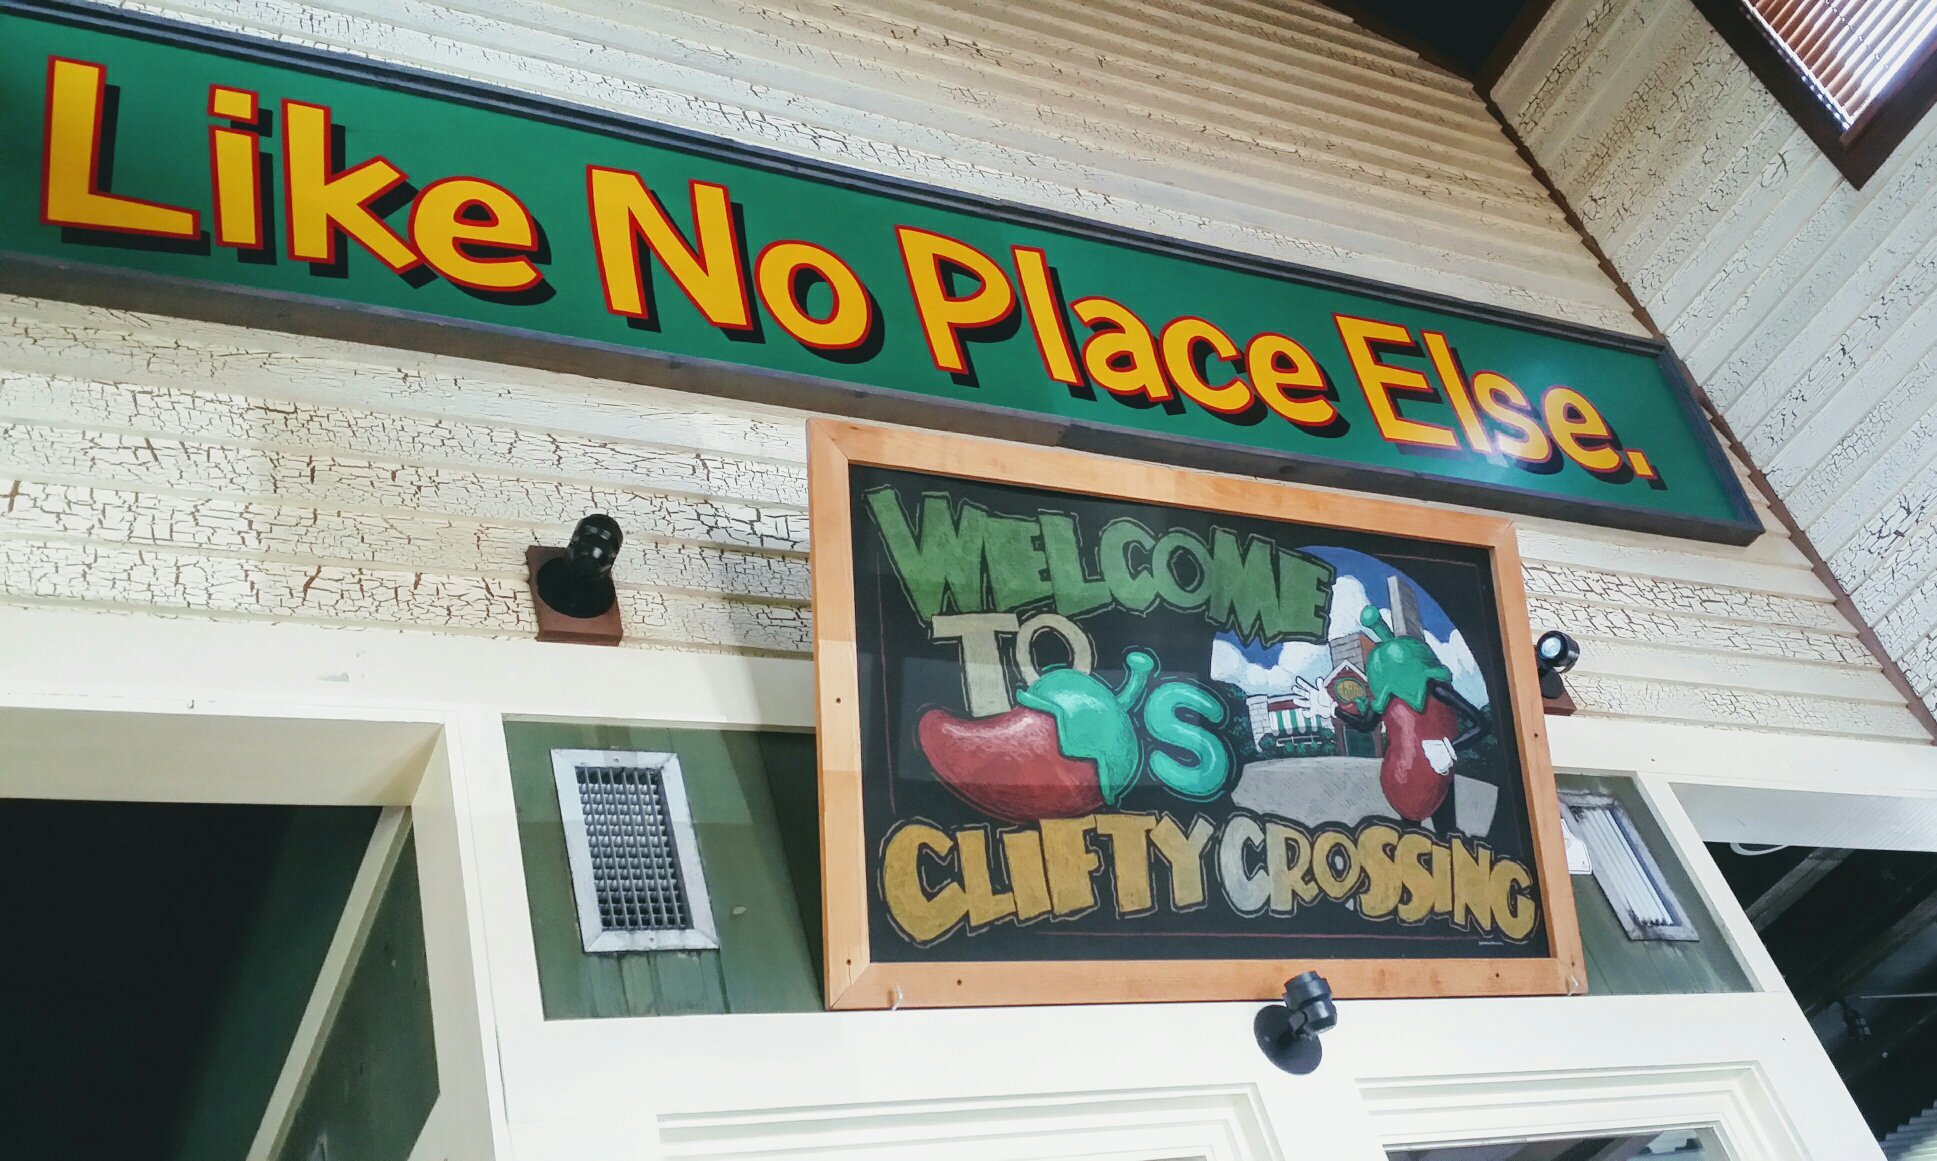 Like No Place Else.
WELCOME
TO
's
CLIFTY CROSSING